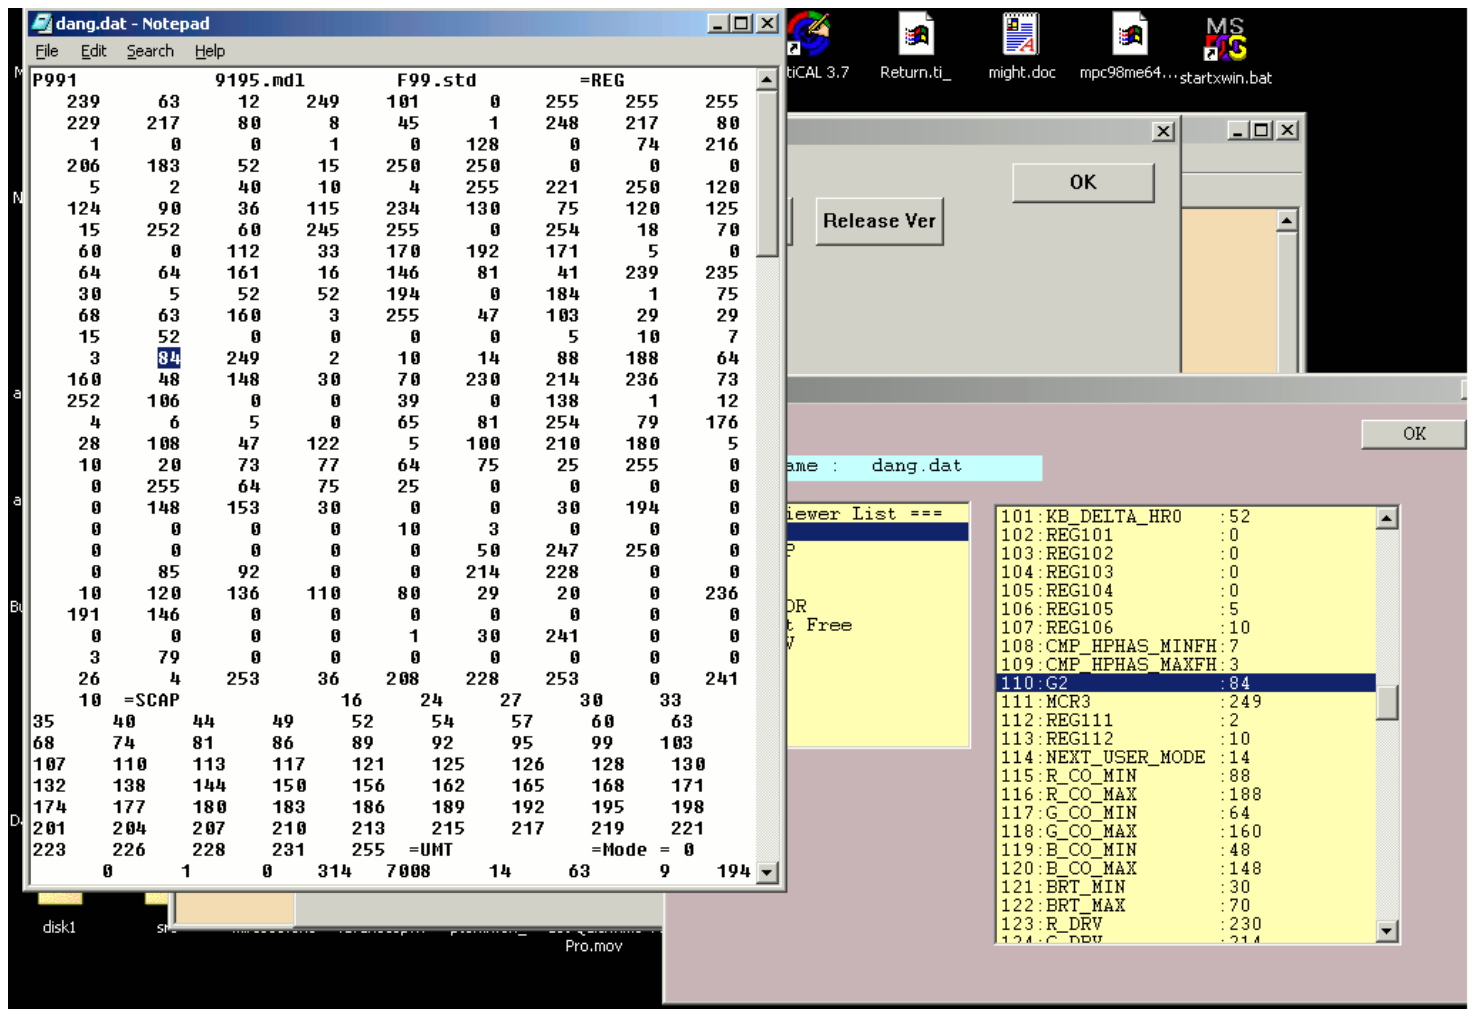 dang.dat - Notepad
File Edit Search Help
P991 9195.mdl F99.std =REG
239 63 12 249 101 0 255 255 255
229 217 80 8 45 1 248 217 80
1 0 0 1 0 128 0 74 216
206 183 52 15 250 250 0 0 0
5 2 40 10 4 255 221 250 120
124 90 36 115 234 130 75 120 125
15 252 60 245 255 0 254 18 70
60 0 112 33 170 192 171 5 0
64 64 161 16 146 81 41 239 235
30 5 52 52 194 0 184 1 75
68 63 160 3 255 47 103 29 29
15 52 0 0 0 0 5 10 7
3 84 249 2 10 14 88 188 64
160 48 148 30 70 230 214 236 73
252 106 0 0 39 0 138 1 12
4 6 5 0 65 81 254 79 176
28 108 47 122 5 100 210 180 5
10 20 73 77 64 75 25 255 0
0 255 64 75 25 0 0 0 0
0 148 153 30 0 0 30 194 0
0 0 0 0 10 3 0 0 0
0 0 0 0 0 50 247 250 0
0 85 92 0 0 214 228 0 0
10 120 136 110 80 29 20 0 236
191 146 0 0 0 0 0 0 0
0 0 0 0 1 30 241 0 0
3 79 0 0 0 0 0 0 0
26 4 253 36 208 228 253 0 241
10 =SCAP 16 24 27 30 33
35 40 44 49 52 54 57 60 63
68 74 81 86 89 92 95 99 103
107 110 113 117 121 125 126 128 130
132 138 144 150 156 162 165 168 171
174 177 180 183 186 189 192 195 198
201 204 207 210 213 215 217 219 221
223 226 228 231 255 =UMT =Mode = 0
0 1 0 314 7008 14 63 9 194
tiCAL 3.7
Return.ti_
might.doc
mpc98me64...
MS
startxwin.bat
OK
Release Ver
OK
ame : dang.dat
iewer List ===
P
OR
t Free
V
101:KB_DELTA_HR0 :52
102:REG101 :0
103:REG102 :0
104:REG103 :0
105:REG104 :0
106:REG105 :5
107:REG106 :10
108:CMP_HPHAS_MINFH:7
109:CMP_HPHAS_MAXFH:3
110:G2 :84
111:MCR3 :249
112:REG111 :2
113:REG112 :10
114:NEXT_USER_MODE :14
115:R_CO_MIN :88
116:R_CO_MAX :188
117:G_CO_MIN :64
118:G_CO_MAX :160
119:B_CO_MIN :48
120:B_CO_MAX :148
121:BRT_MIN :30
122:BRT_MAX :70
123:R_DRV :230
124:G_DRV :214
disk1
Pro.mov